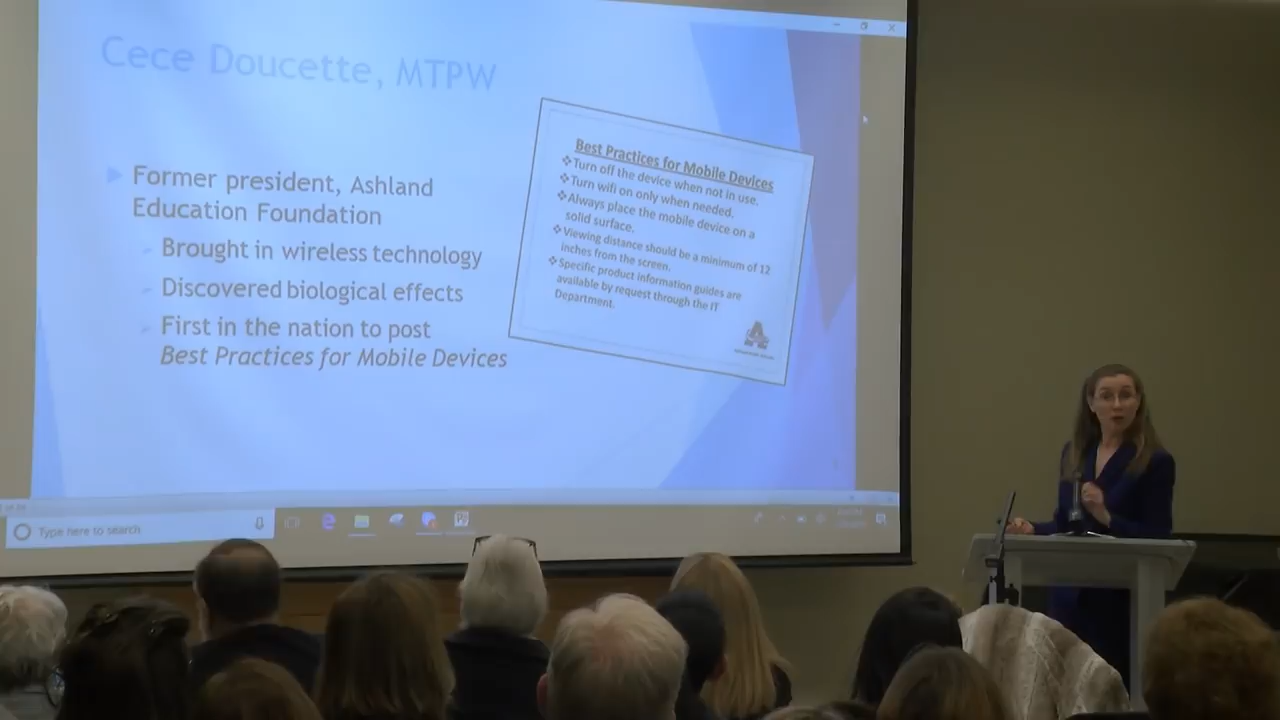 Cece Doucette, MTPW
Former president, Ashland
Education Foundation
Brought in wireless technology
Discovered biological effects
First in the nation to post
Best Practices for Mobile Devices
Best Practices for Mobile Devices
Turn off the device when not in use.
Turn wifi on only when needed.
Always place the mobile device on a
solid surface.
Viewing distance should be a minimum of 12
inches from the screen.
Specific product information guides are
available by request through the IT
Department.
Type here to search